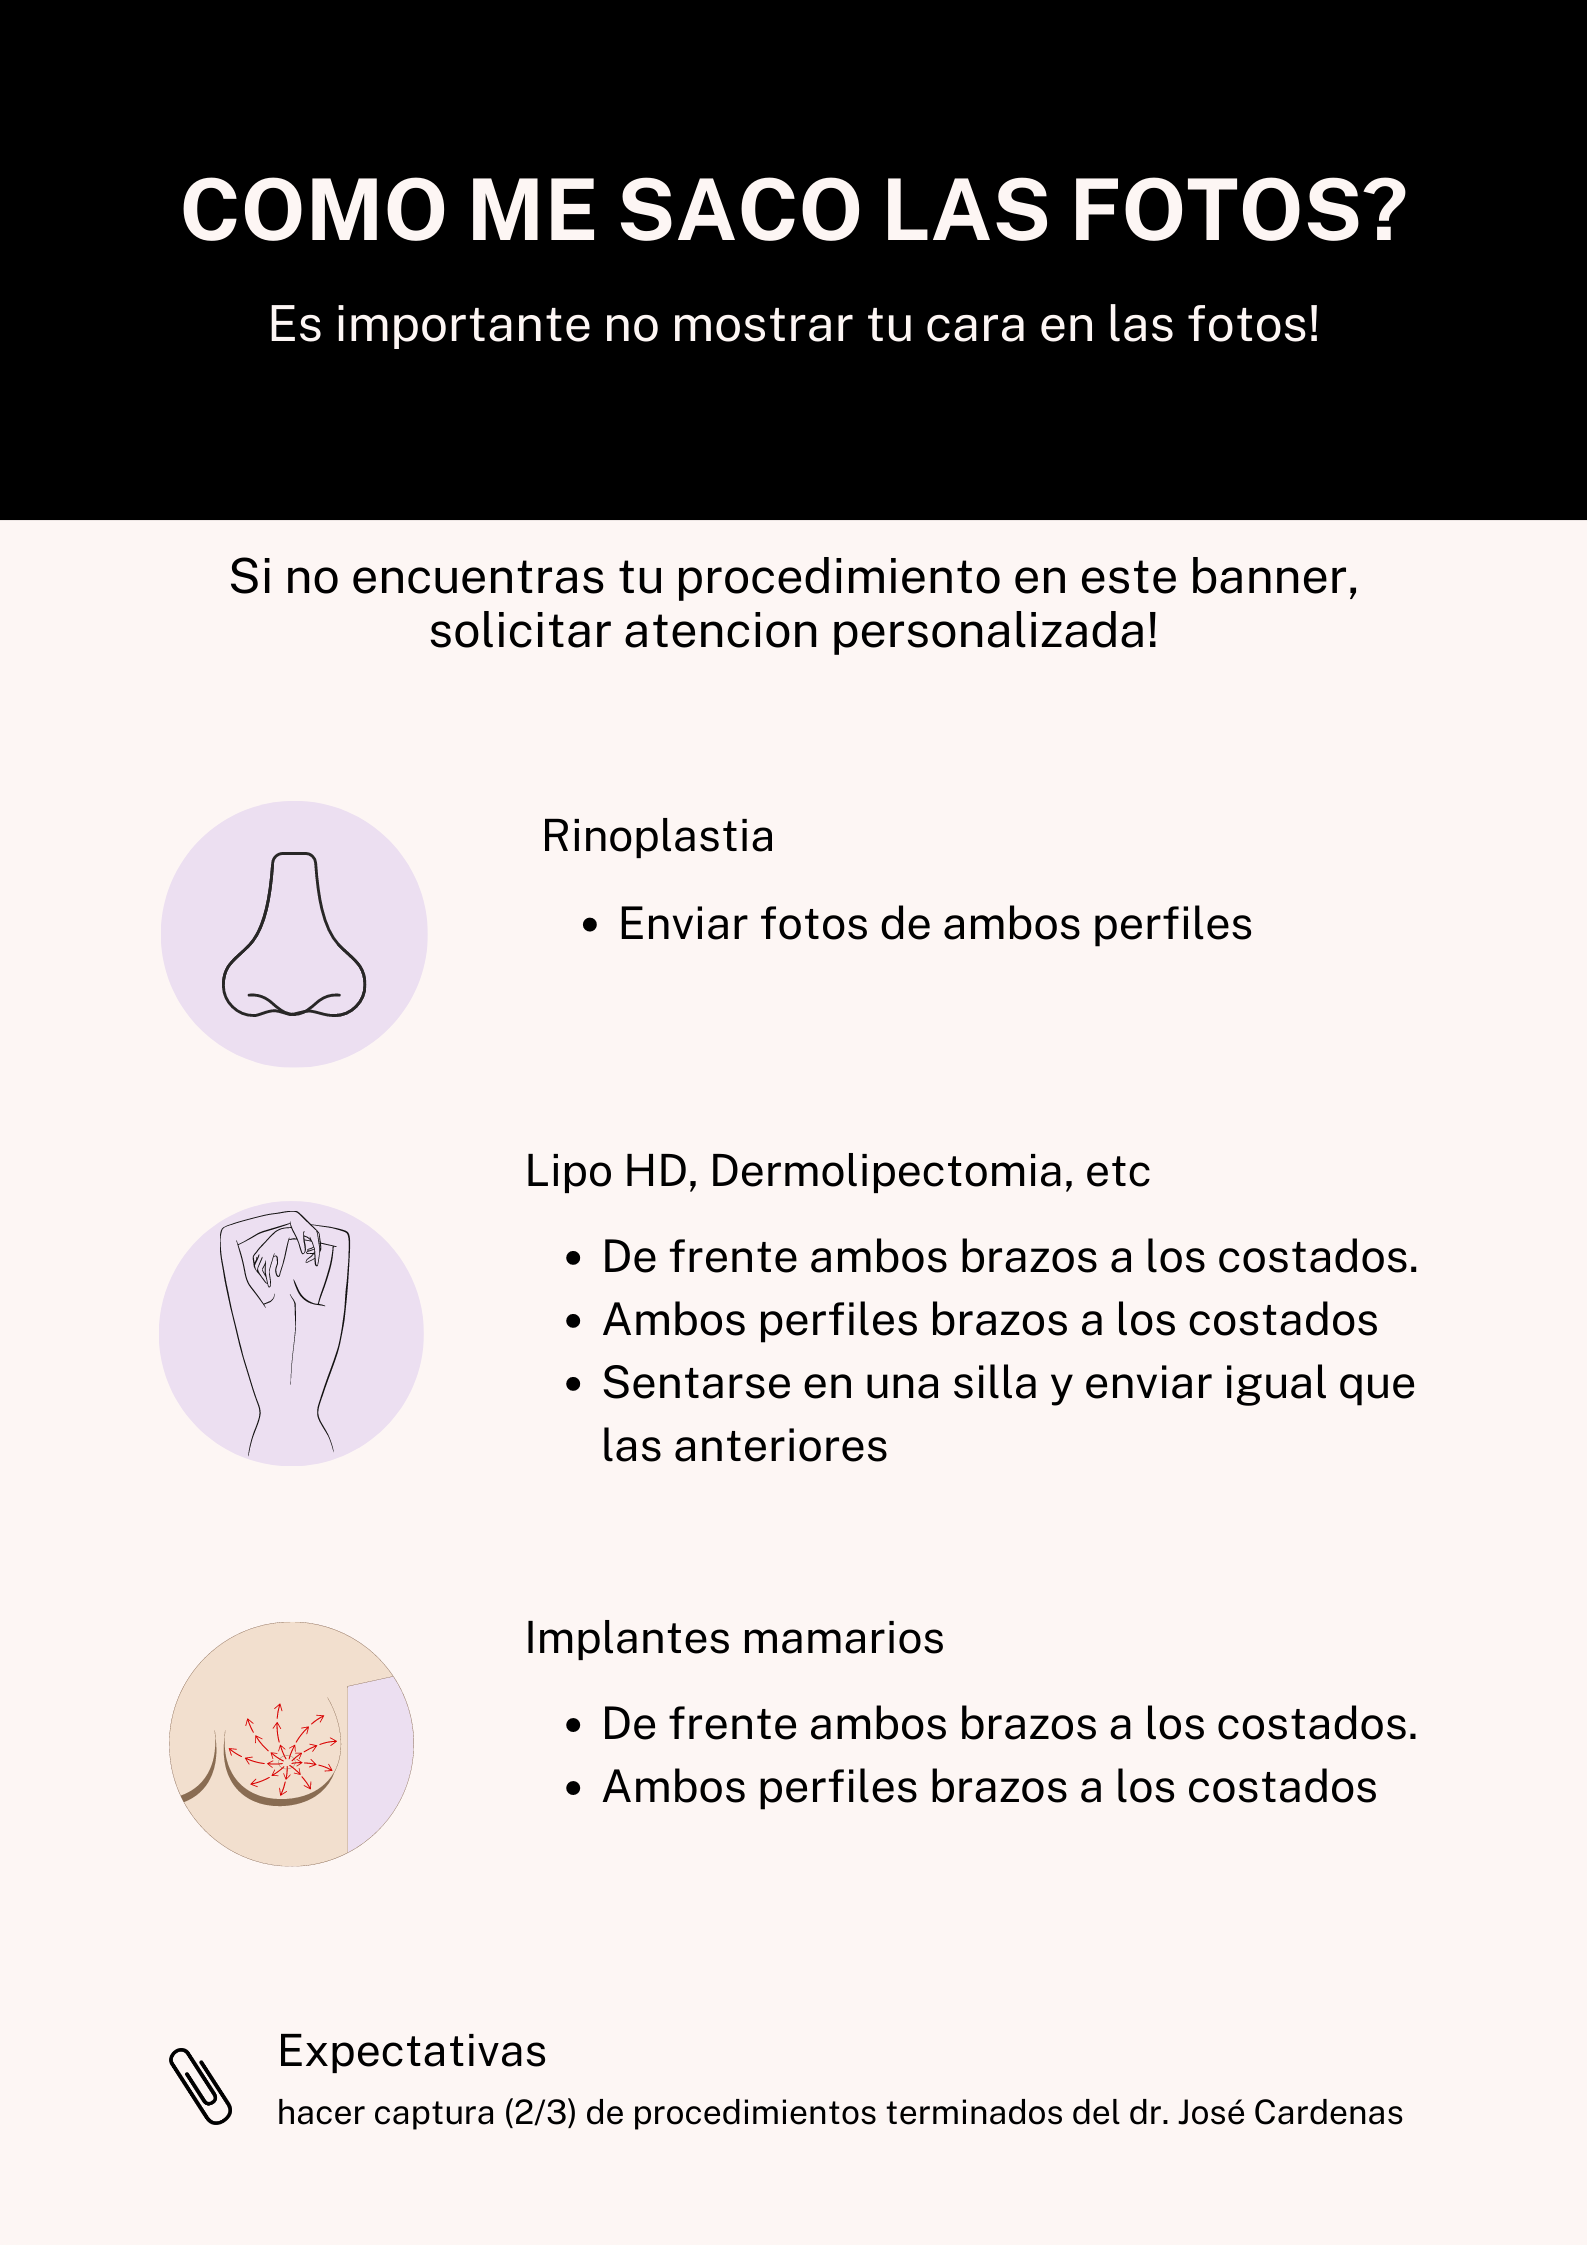 COMO ME SACO LAS FOTOS?
Es importante no mostrar tu cara en las fotos!
Si no encuentras tu procedimiento en este banner,
solicitar atencion personalizada!
Rinoplastia
• Enviar fotos de ambos perfiles
Lipo HD, Dermolipectomia, etc
• De frente ambos brazos a los costados.
• Ambos perfiles brazos a los costados
• Sentarse en una silla y enviar igual que
las anteriores
Implantes mamarios
• De frente ambos brazos a los costados.
• Ambos perfiles brazos a los costados
Expectativas
hacer captura (2/3) de procedimientos terminados del dr. José Cardenas